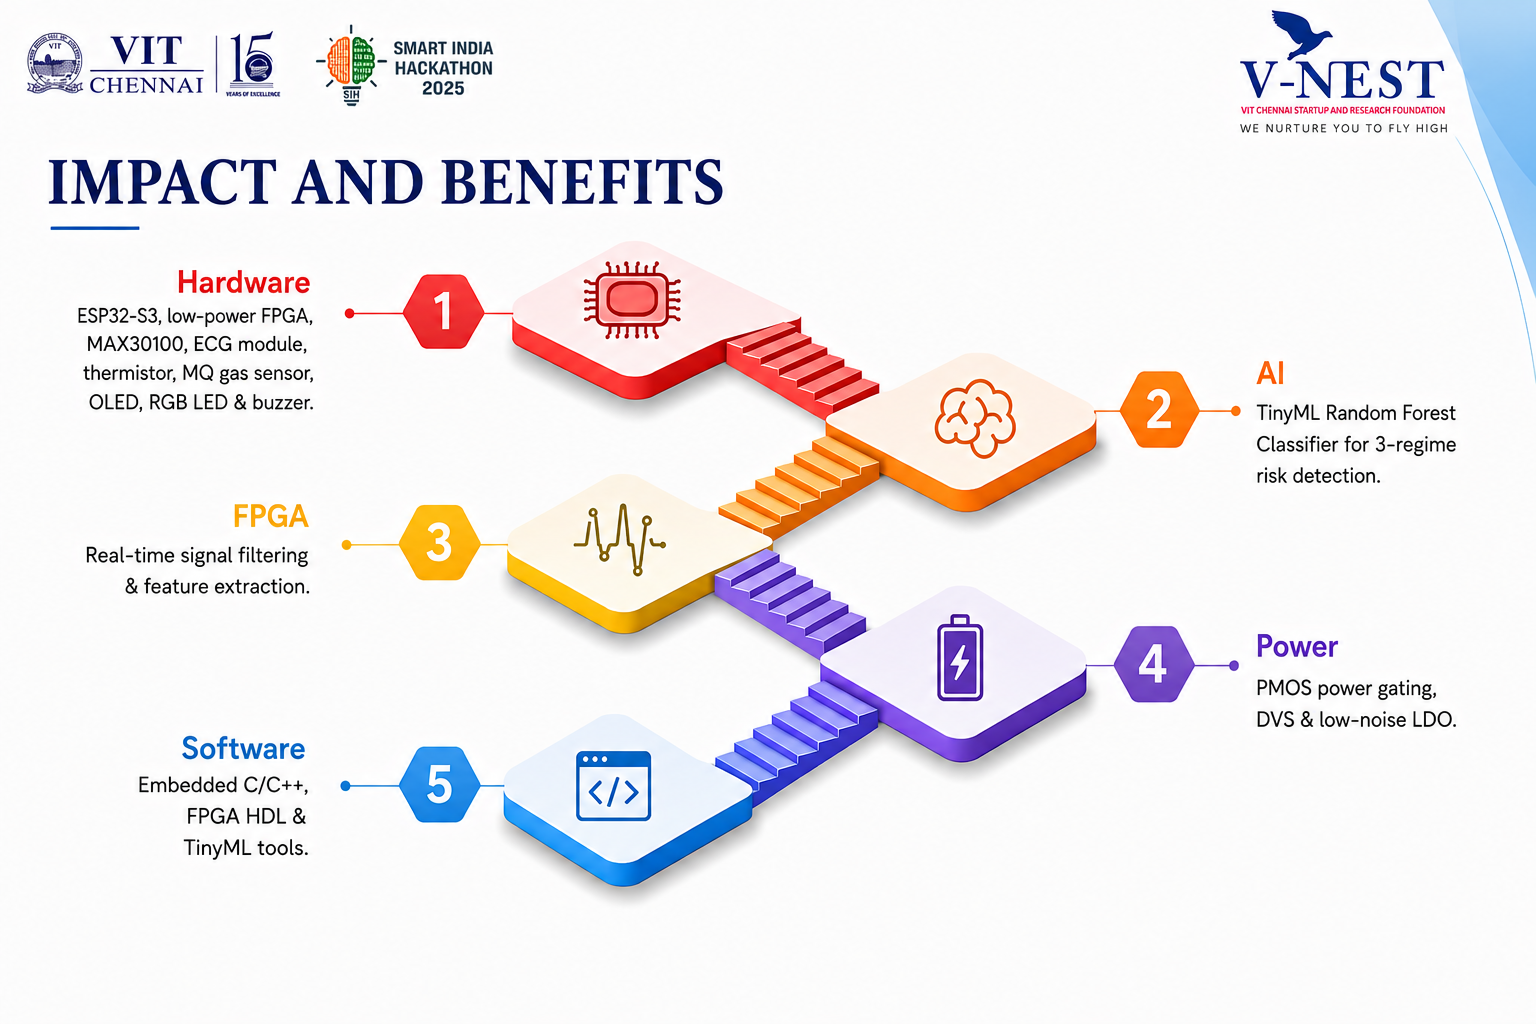 VIT
CHENNAI
VIT
15
YEARS OF EXCELLENCE
SIH
SMART INDIA
HACKATHON
2025
V-NEST
VIT CHENNAI STARTUP AND RESEARCH FOUNDATION
WE NURTURE YOU TO FLY HIGH
IMPACT AND BENEFITS
Hardware
ESP32-S3, low-power FPGA,
MAX30100, ECG module,
thermistor, MQ gas sensor,
OLED, RGB LED & buzzer.
1
2
AI
TinyML Random Forest
Classifier for 3-regime
risk detection.
FPGA
Real-time signal filtering
& feature extraction.
3
4
Power
PMOS power gating,
DVS & low-noise LDO.
Software
Embedded C/C++,
FPGA HDL &
TinyML tools.
5
</>